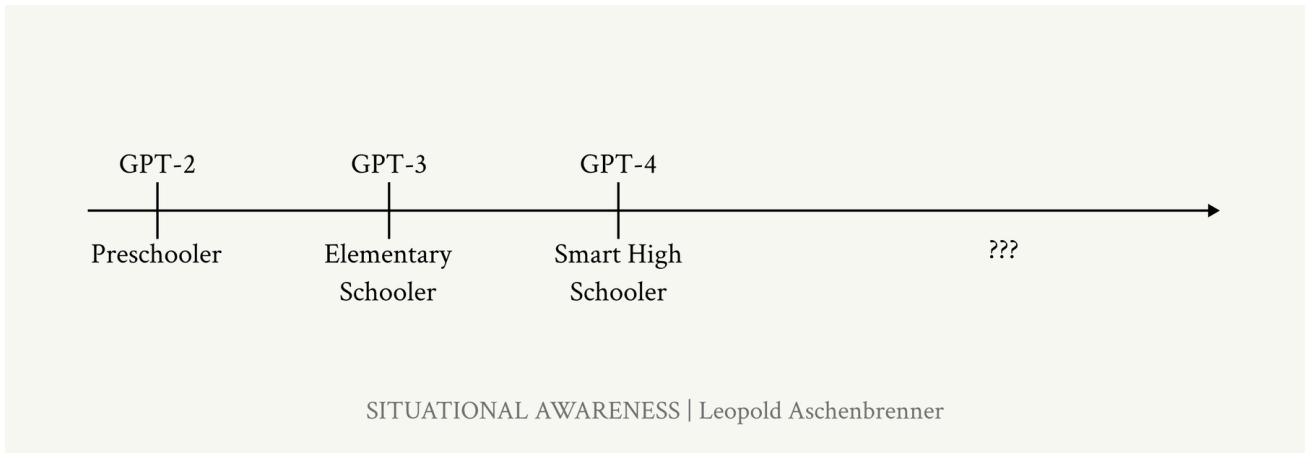 GPT-2 GPT-3 GPT-4
Preschooler Elementary Smart High ???
Schooler Schooler
SITUATIONAL AWARENESS | Leopold Aschenbrenner